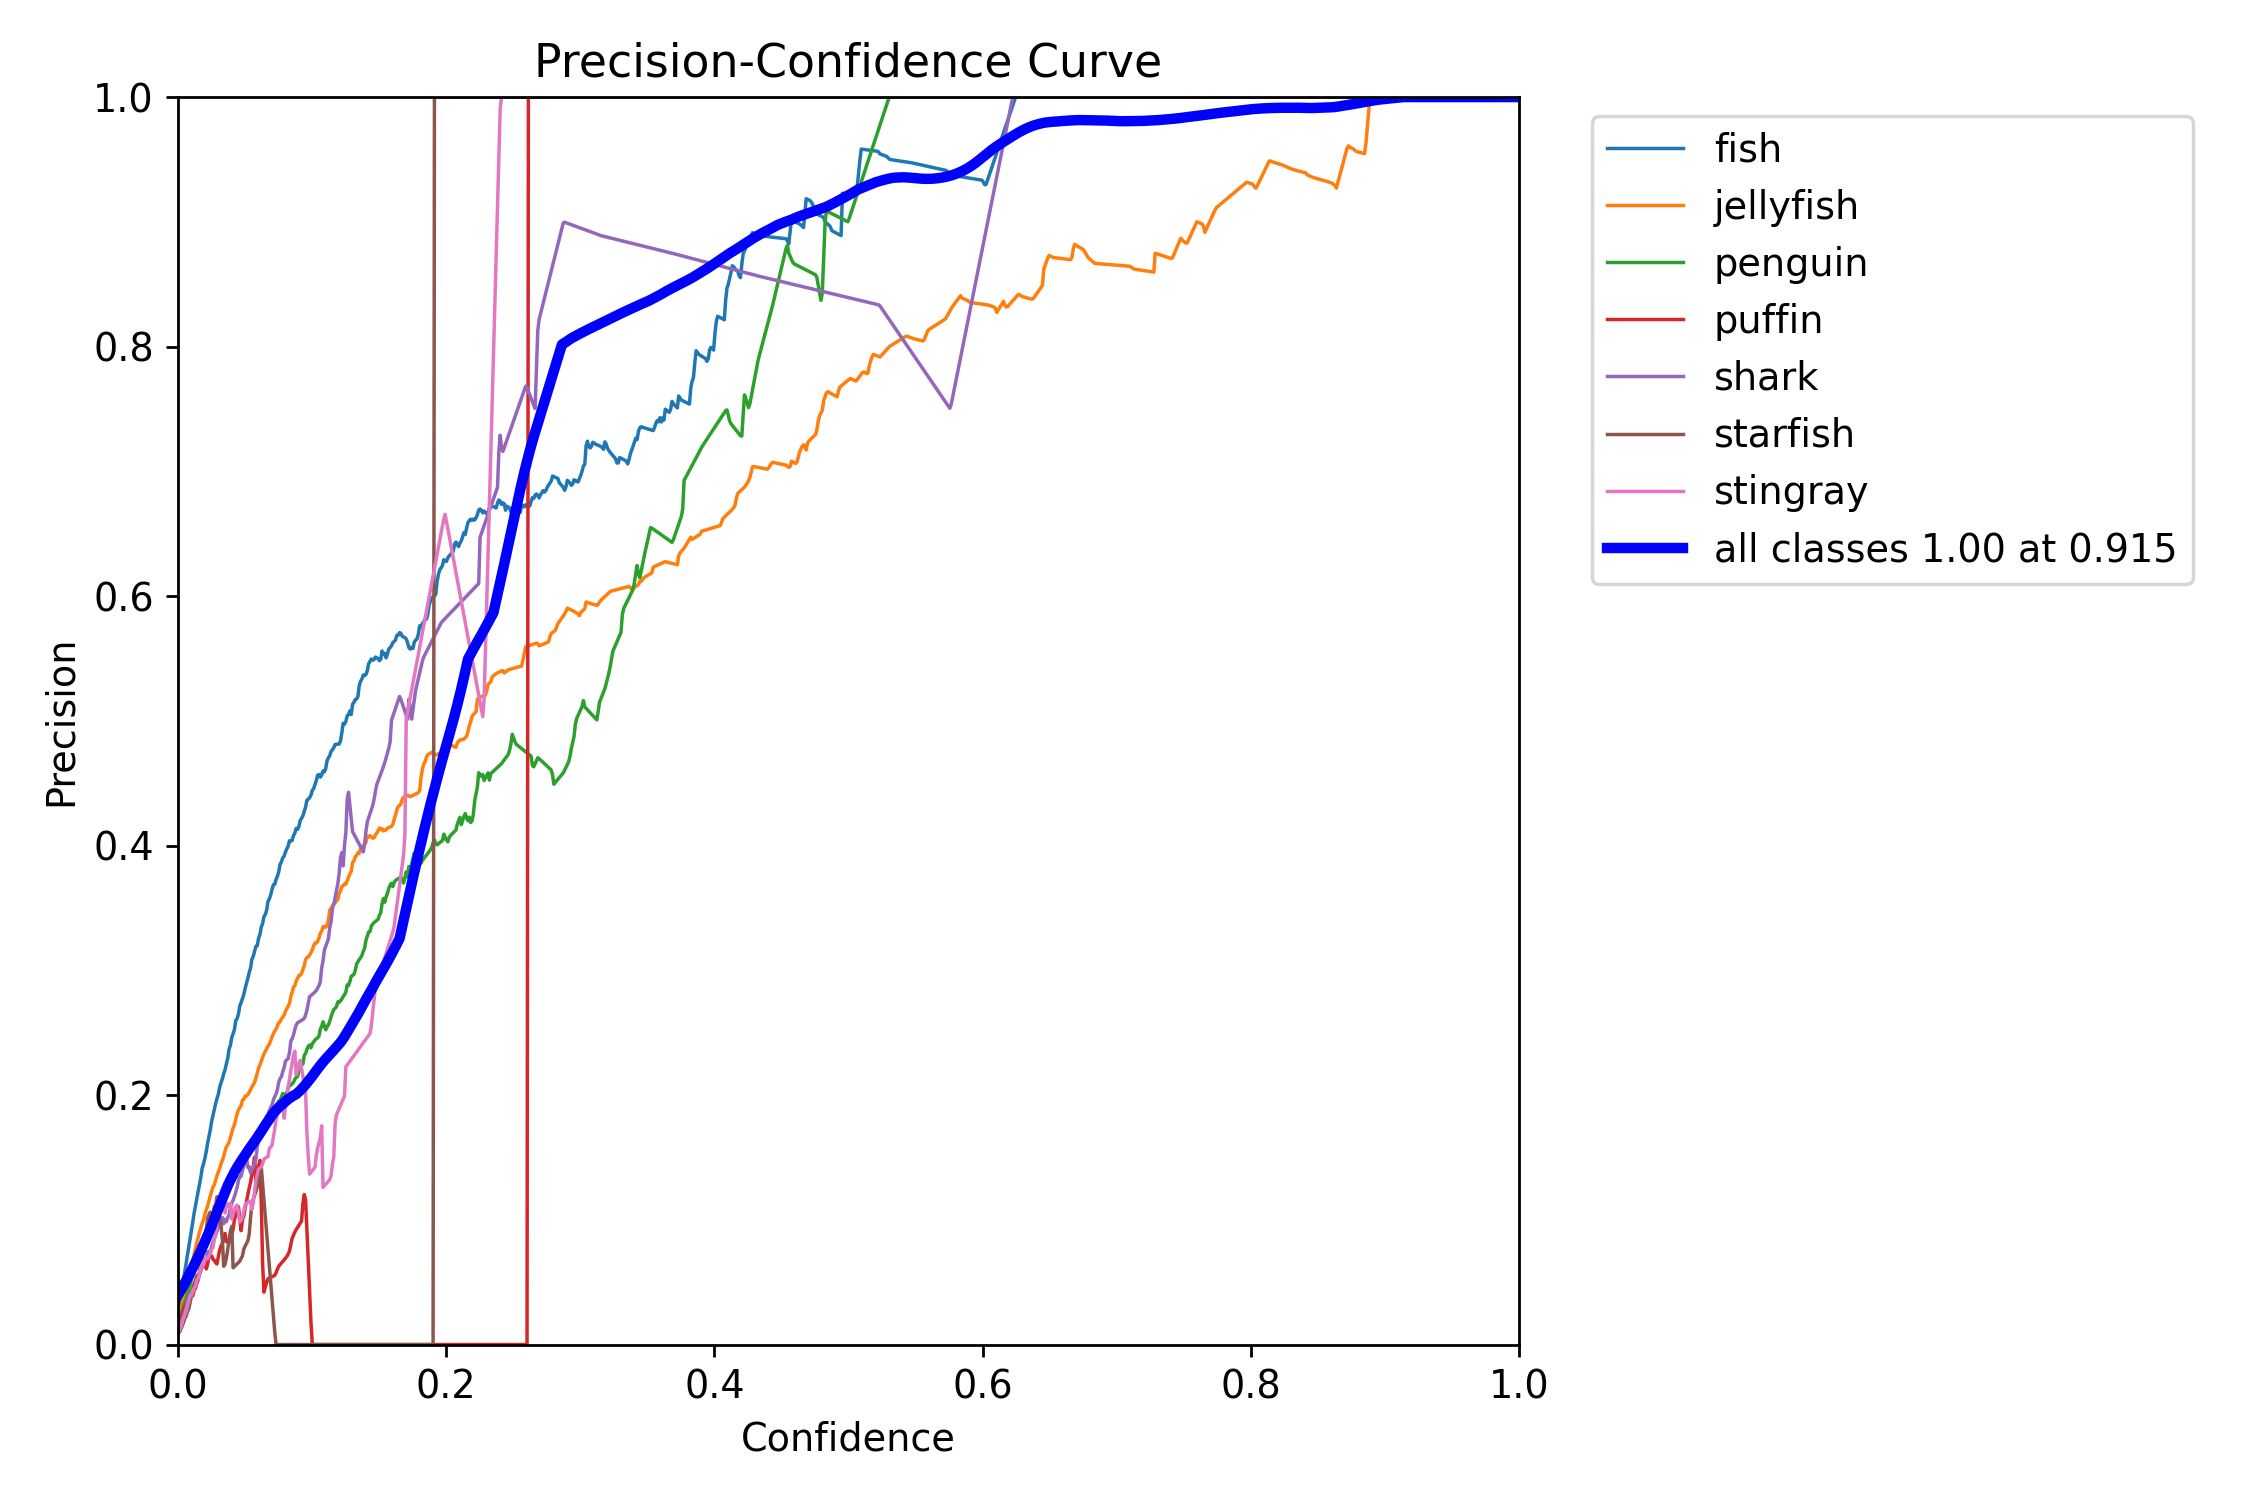 Precision-Confidence Curve
1.0
0.8
0.6
0.4
0.2
0.0
Precision
0.0 0.2 0.4 0.6 0.8 1.0
Confidence
fish
jellyfish
penguin
puffin
shark
starfish
stingray
all classes 1.00 at 0.915